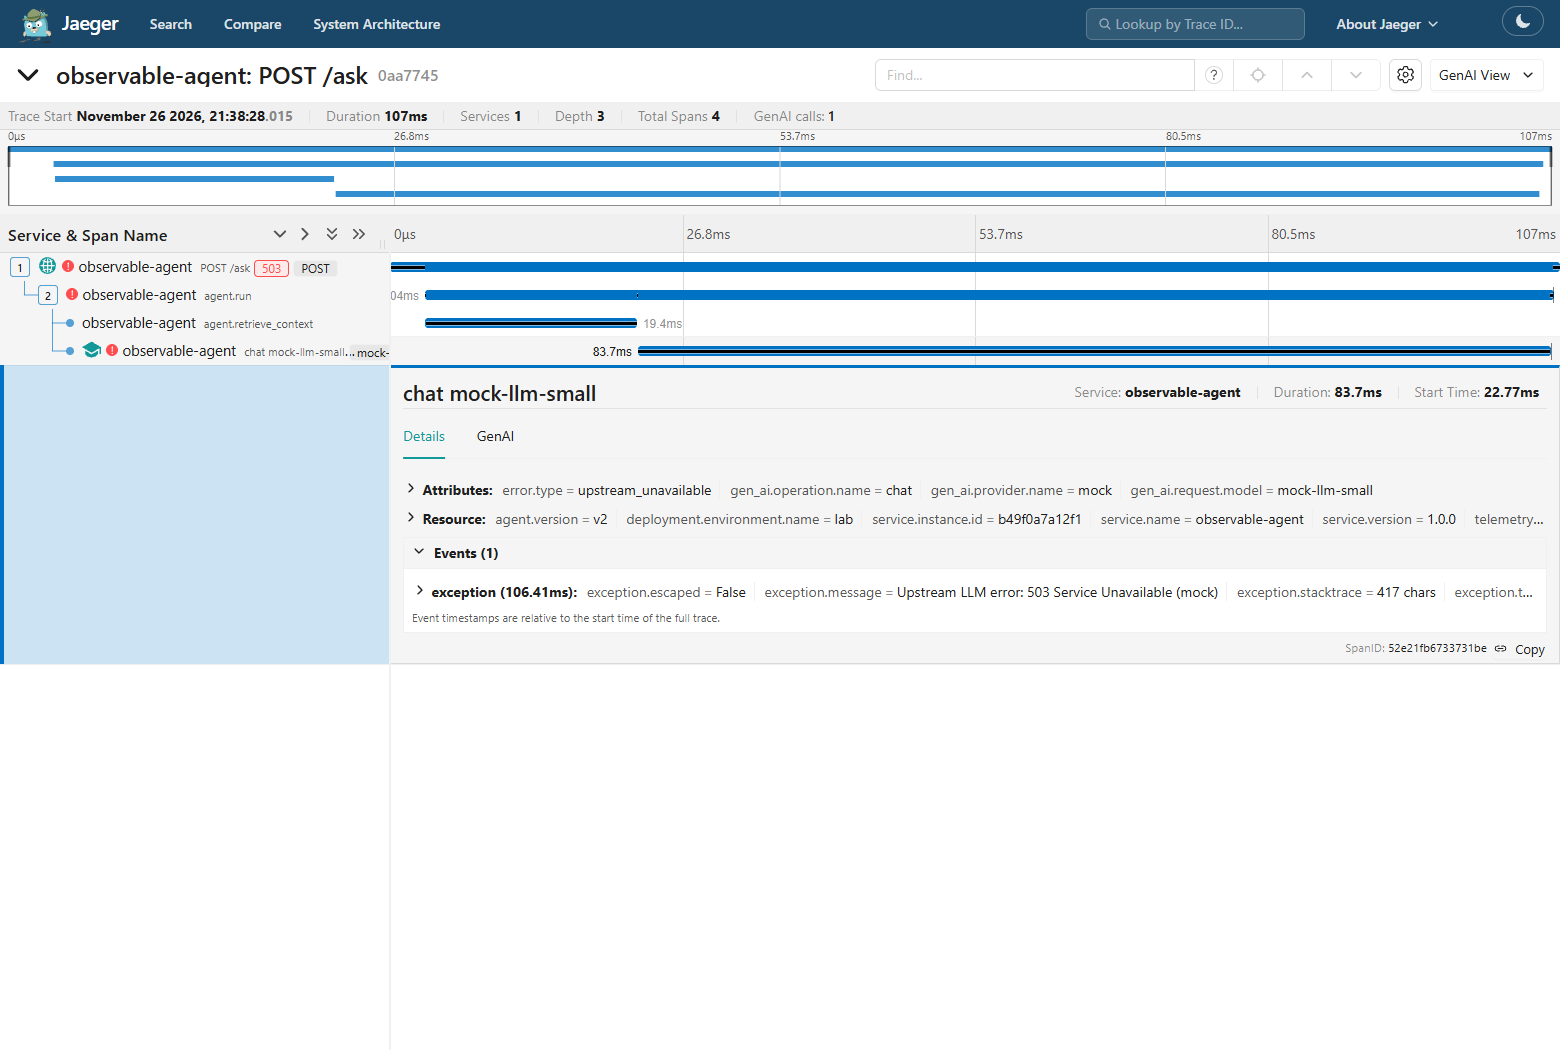 Jaeger Search Compare System Architecture Lookup by Trace ID... About Jaeger
observable-agent: POST /ask 0aa7745 Find... ? GenAI View
Trace Start November 26 2026, 21:38:28.015 Duration 107ms Services 1 Depth 3 Total Spans 4 GenAI calls: 1
0μs 26.8ms 53.7ms 80.5ms 107ms
Service & Span Name 0μs 26.8ms 53.7ms 80.5ms 107ms
1 observable-agent POST /ask 503 POST
2 observable-agent agent.run 04ms
observable-agent agent.retrieve_context 19.4ms
observable-agent chat mock-llm-small... mock- 83.7ms
chat mock-llm-small Service: observable-agent Duration: 83.7ms Start Time: 22.77ms
Details GenAI
Attributes: error.type = upstream_unavailable gen_ai.operation.name = chat gen_ai.provider.name = mock gen_ai.request.model = mock-llm-small
Resource: agent.version = v2 deployment.environment.name = lab service.instance.id = b49f0a7a12f1 service.name = observable-agent service.version = 1.0.0 telemetry...
Events (1)
exception (106.41ms): exception.escaped = False exception.message = Upstream LLM error: 503 Service Unavailable (mock) exception.stacktrace = 417 chars exception.t...
Event timestamps are relative to the start time of the full trace.
SpanID: 52e21fb6733731be Copy